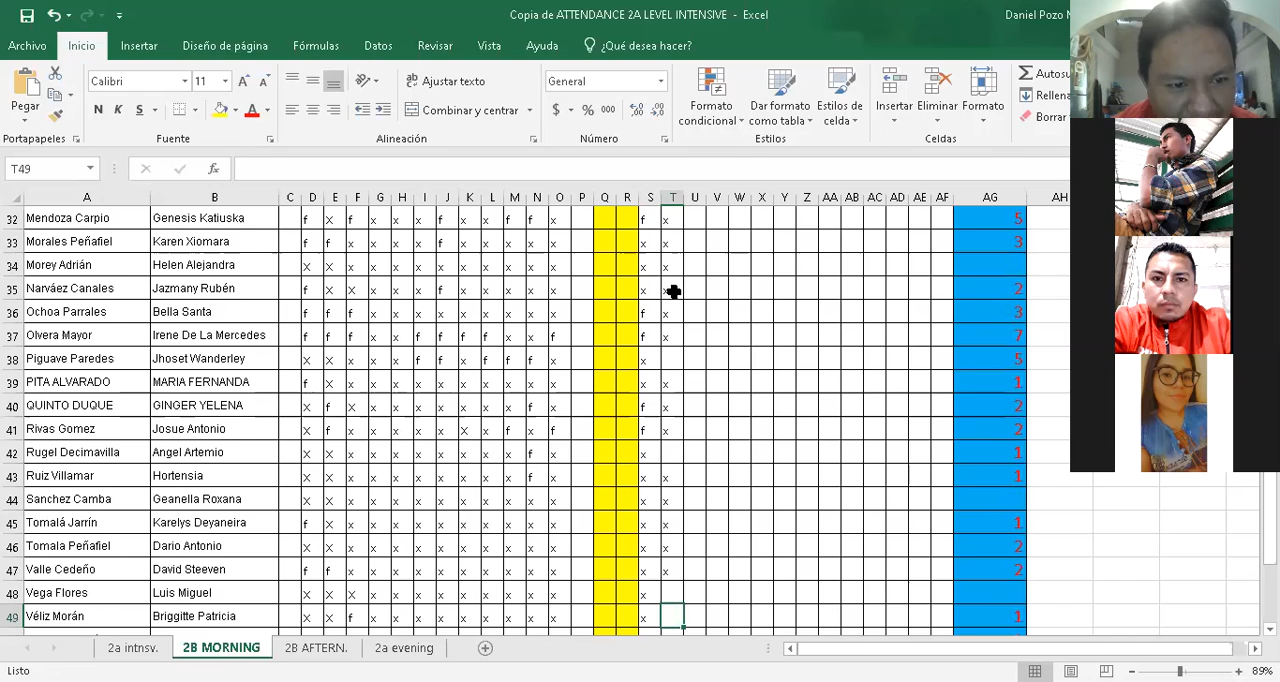 Copia de ATTENDANCE 2A LEVEL INTENSIVE - Excel
Daniel Pozo
Archivo Inicio Insertar Diseño de página Fórmulas Datos Revisar Vista Ayuda ¿Qué desea hacer?
Pegar
Calibri 11
N K S
Ajustar texto
Combinar y centrar
General
$ % 000
Formato condicional
Dar formato como tabla
Estilos de celda
Insertar Eliminar Formato
Portapapeles Fuente Alineación Número Estilos Celdas
T49
fx
A B C D E F G H I J K L M N O P Q R S T U V W X Y Z AA AB AC AD AE AF AG AH
32 Mendoza Carpio Genesis Katiuska f X f x x x f x x f f x f x 5
33 Morales Peñafiel Karen Xiomara f f x x x x f x x x x x x x 3
34 Morey Adrián Helen Alejandra X X x x x x x x x x x x x x
35 Narváez Canales Jazmany Rubén f X X x x x f x x x x x x 2
36 Ochoa Parrales Bella Santa f f x x x x x x x x x x f x 3
37 Olvera Mayor Irene De La Mercedes f f f x x f f x f x x f f x 7
38 Piguave Paredes Jhoset Wanderley X X x x x f f f f f f x x 5
39 PITA ALVARADO MARIA FERNANDA f X x x x x x x x x x x x x 1
40 QUINTO DUQUE GINGER YELENA X f X x x x x x x x f x f x 2
41 Rivas Gomez Josue Antonio X f x x x x x x x f x x f x 2
42 Rugel Decimavilla Angel Artemio X X x x x x x x x x f x x 1
43 Ruiz Villamar Hortensia X X x x x x x x x x f x x x 1
44 Sanchez Camba Geanella Roxana X X x x x x x x x x x x x x
45 Tomalá Jarrín Karelys Deyaneira f X x x x x x x x x x x x x 1
46 Tomala Peñafiel Dario Antonio X X x x x x x x x x x x x x 2
47 Valle Cedeño David Steeven f f x x x x x x x x x x x x 2
48 Vega Flores Luis Miguel X X X x x x x x x x x x x
49 Véliz Morán Briggitte Patricia X X f x x x x x x x x x x 1
2a intnsv. 2B MORNING 2B AFTERN. 2a evening
Listo
89%